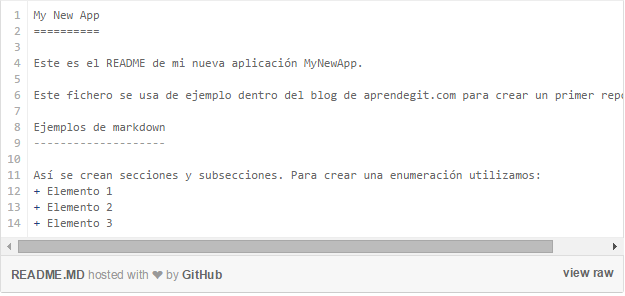 1 My New App
2 ==========
3
4 Este es el README de mi nueva aplicación MyNewApp.
5
6 Este fichero se usa de ejemplo dentro del blog de aprendegit.com para crear un primer repo
7
8 Ejemplos de markdown
9 --------------------
10
11 Así se crean secciones y subsecciones. Para crear una enumeración utilizamos:
12 + Elemento 1
13 + Elemento 2
14 + Elemento 3
README.MD hosted with ❤ by GitHub view raw